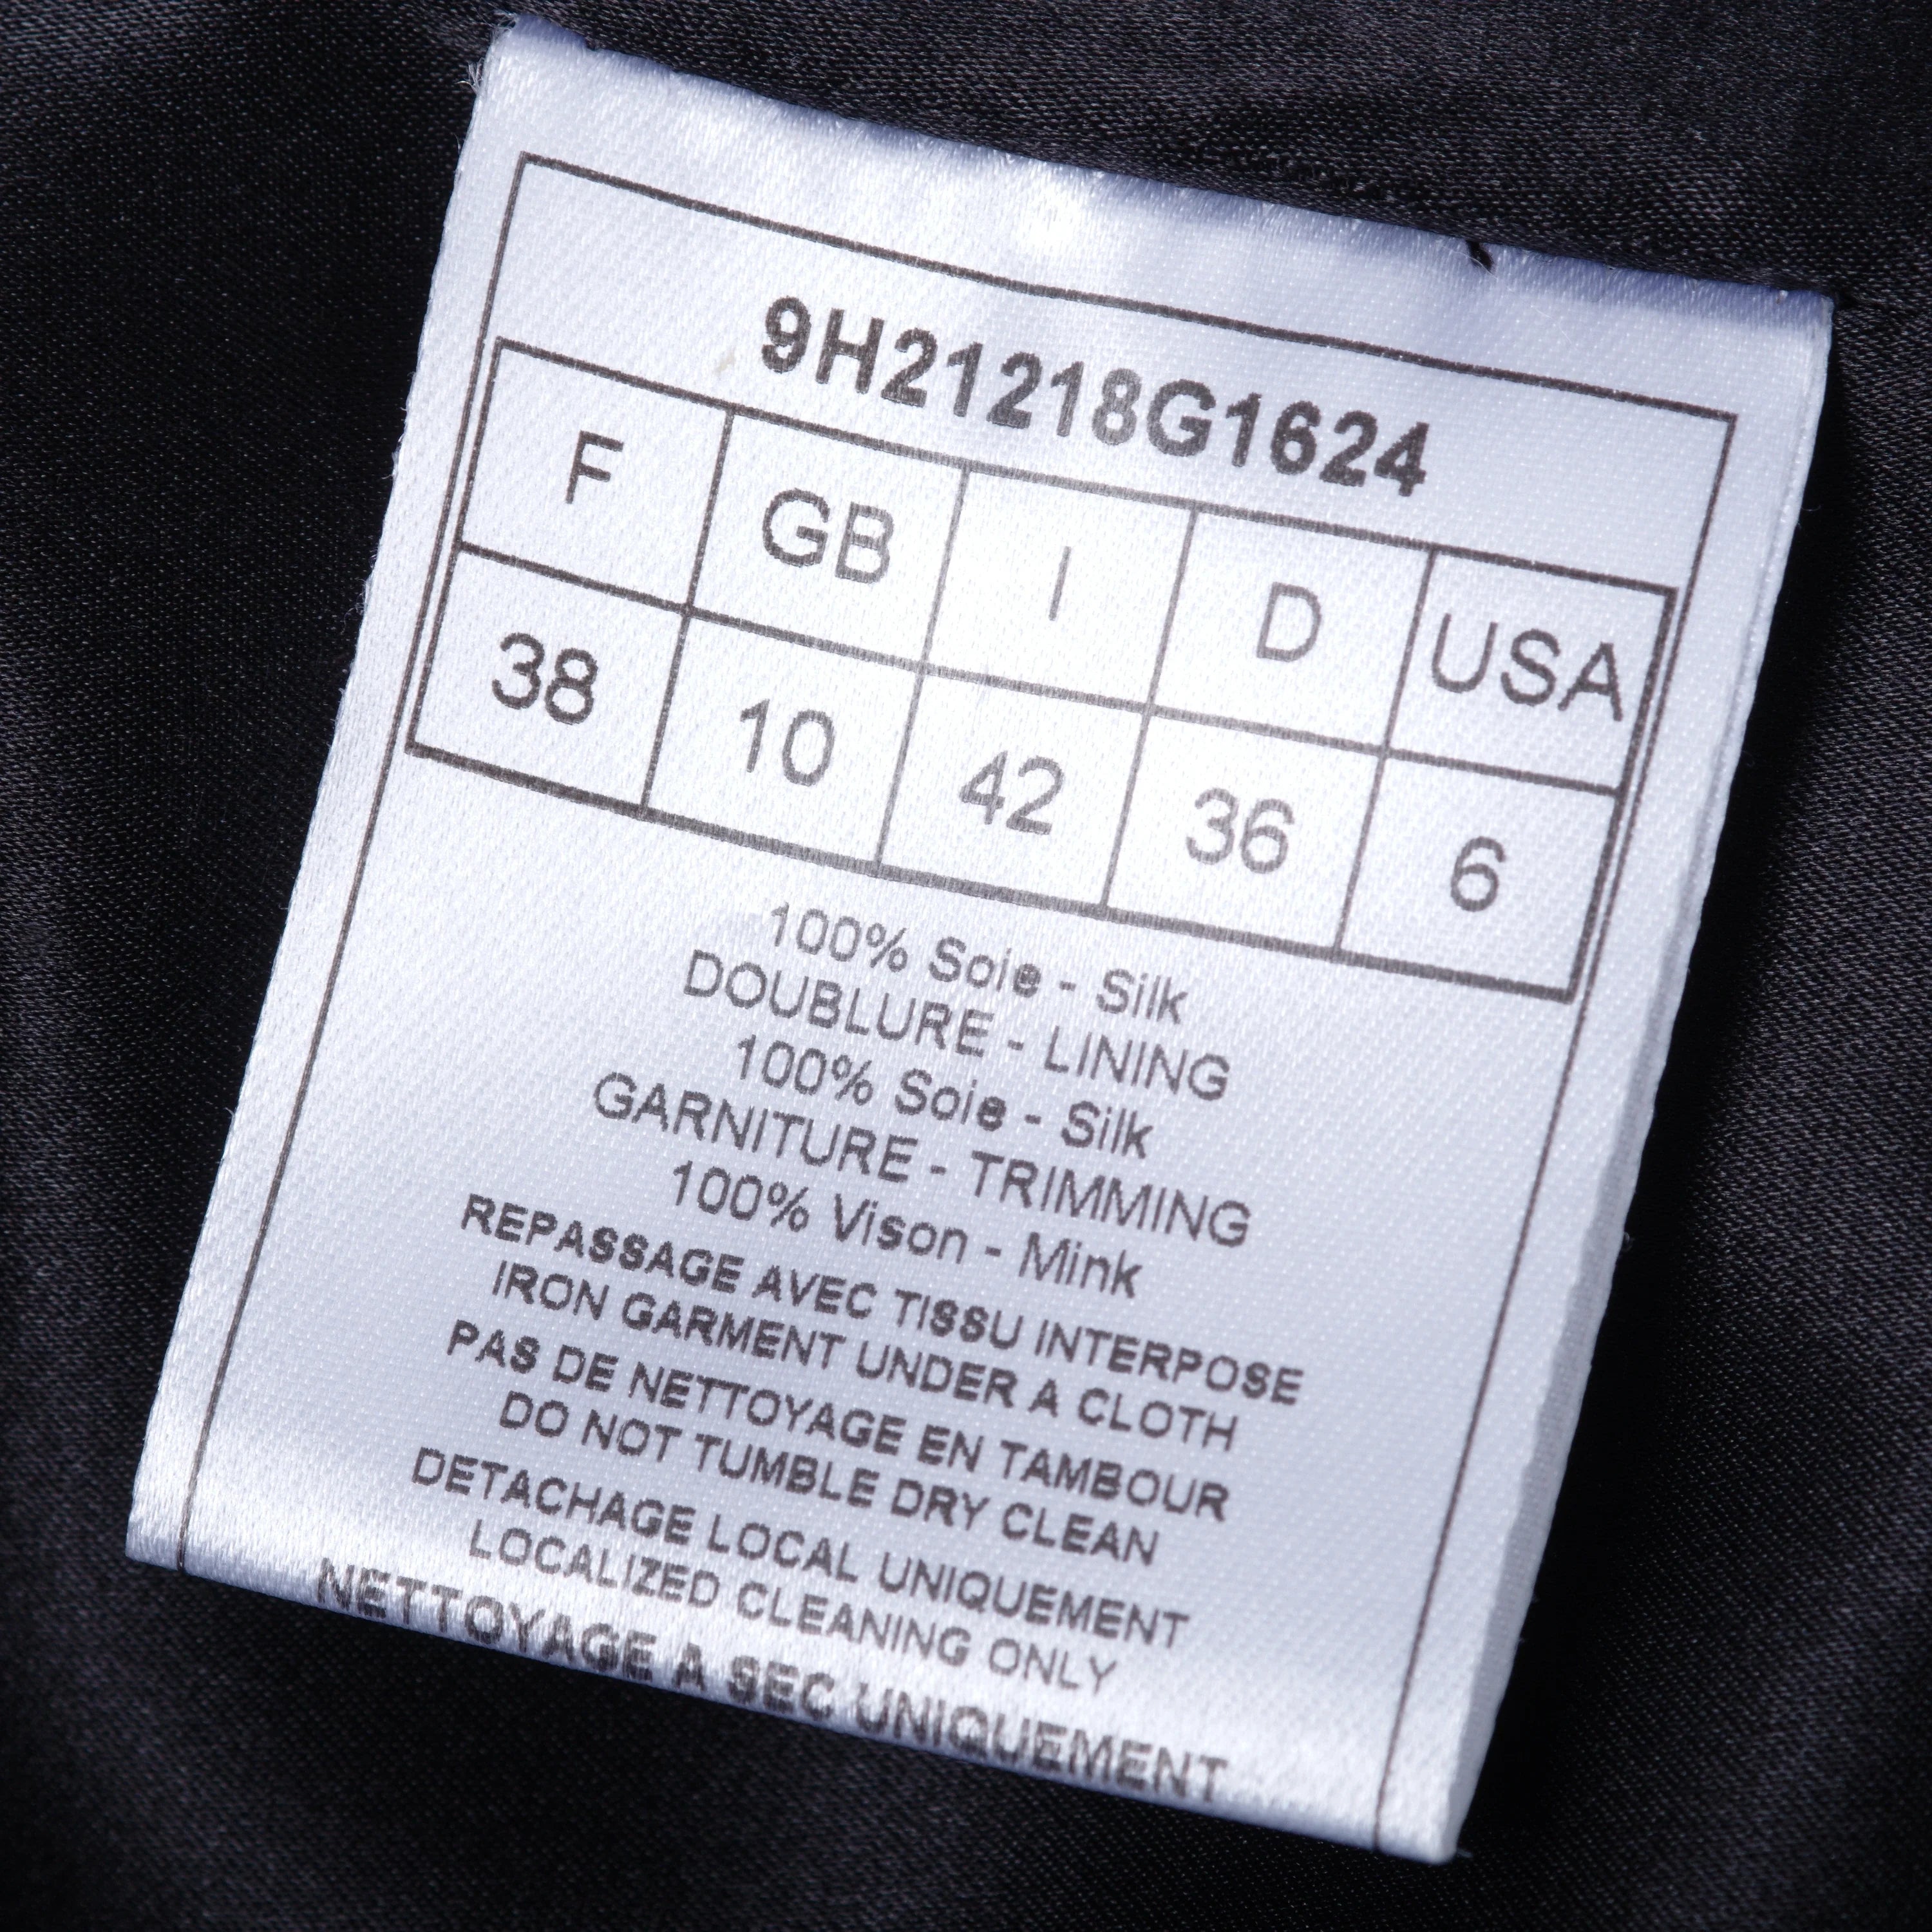 9H21218G1624
F GB I D USA
38 10 42 36 6
100% Soie - Silk
DOUBLURE - LINING
100% Soie - Silk
GARNITURE - TRIMMING
100% Vison - Mink
REPASSAGE AVEC TISSU INTERPOSE
IRON GARMENT UNDER A CLOTH
PAS DE NETTOYAGE EN TAMBOUR
DO NOT TUMBLE DRY CLEAN
DETACHAGE LOCAL UNIQUEMENT
LOCALIZED CLEANING ONLY
NETTOYAGE A SEC UNIQUEMENT